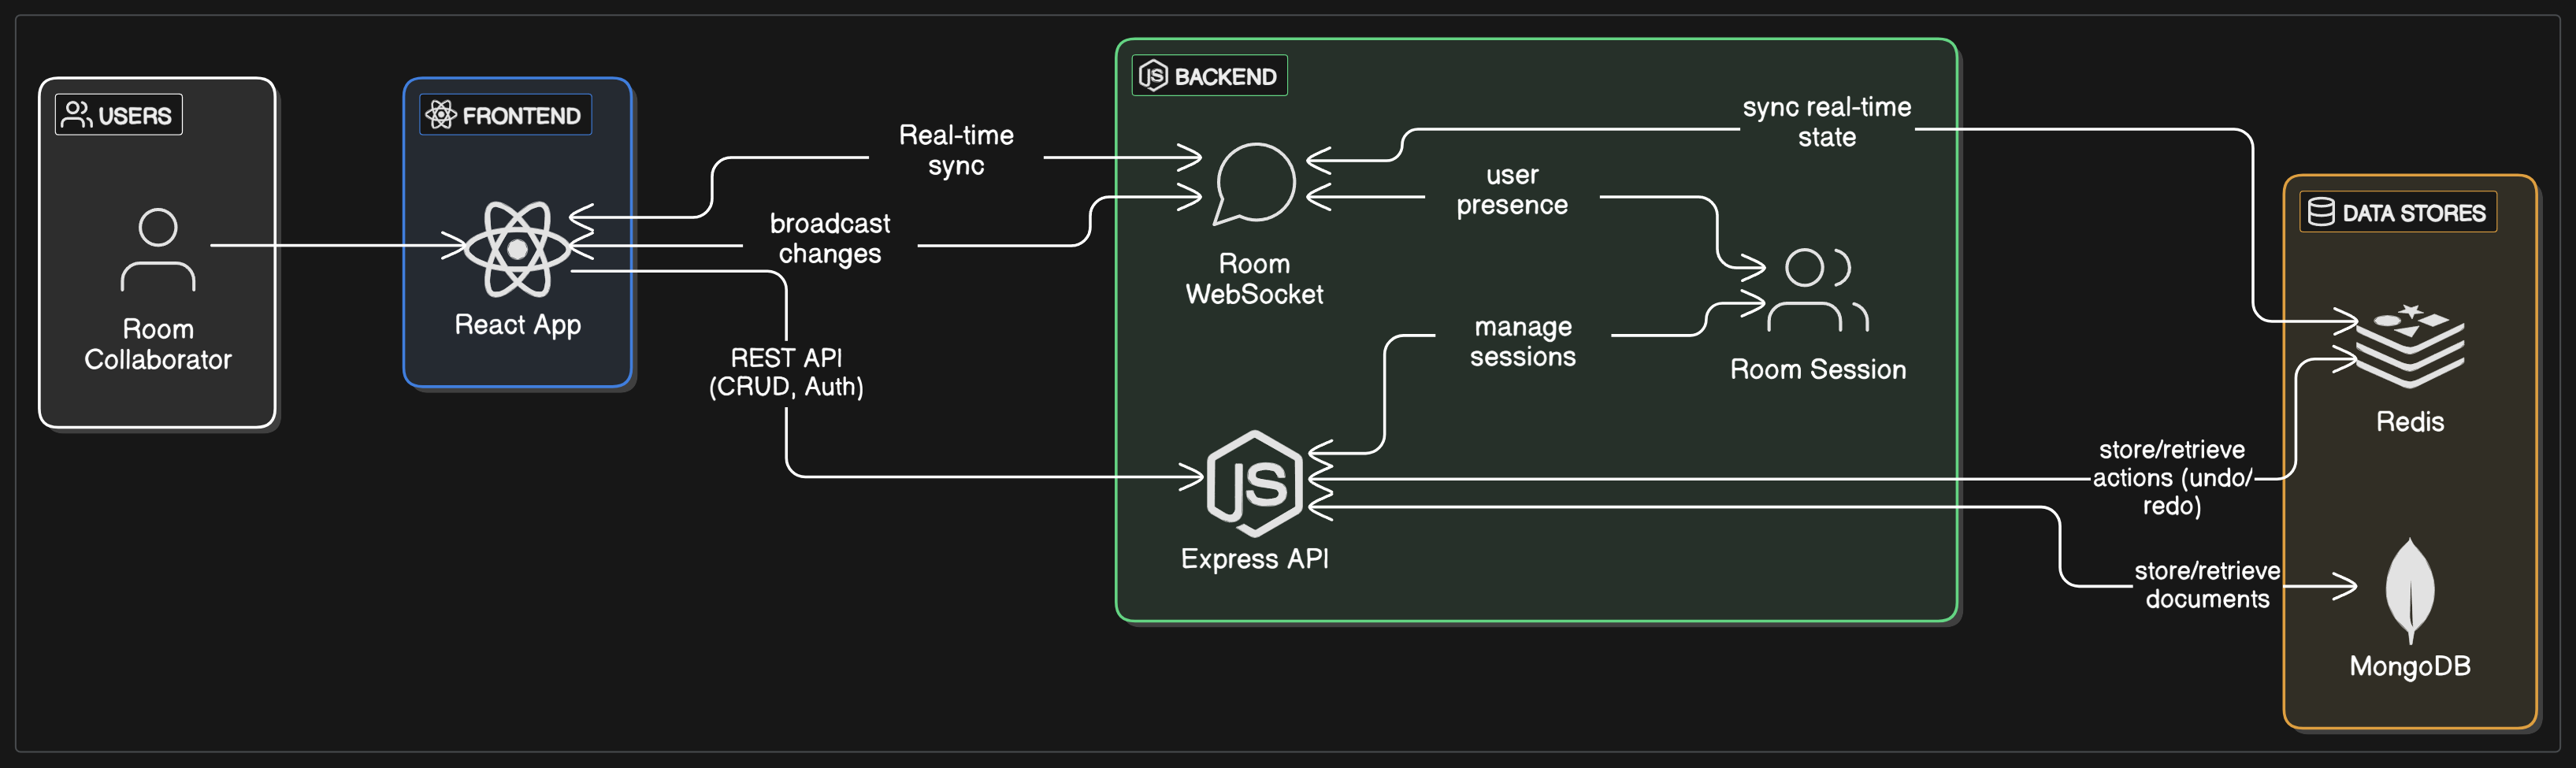 USERS
Room
Collaborator
FRONTEND
React App
Real-time
sync
broadcast
changes
REST API
(CRUD, Auth)
JS BACKEND
Room
WebSocket
user
presence
sync real-time
state
manage
sessions
Room Session
JS
Express API
store/retrieve
actions (undo/
redo)
store/retrieve
documents
DATA STORES
Redis
MongoDB